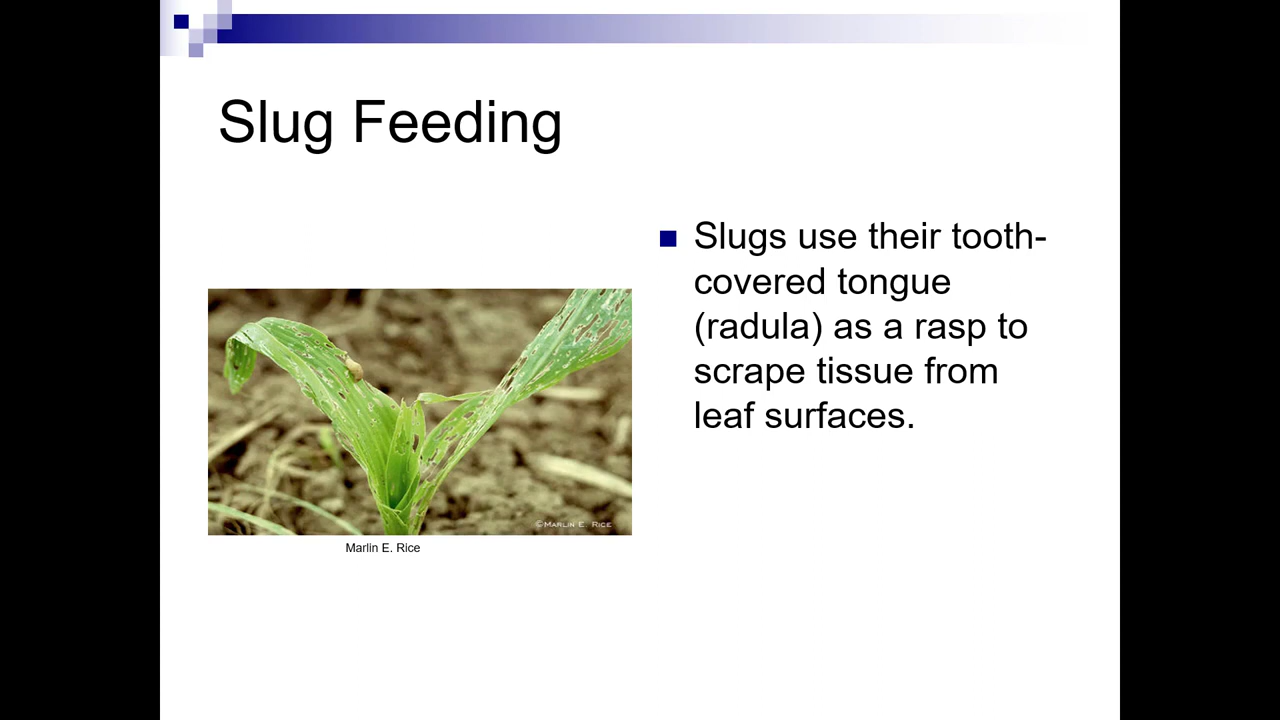 Slug Feeding
Slugs use their tooth-
covered tongue
(radula) as a rasp to
scrape tissue from
leaf surfaces.
©MARLIN E. RICE
Marlin E. Rice